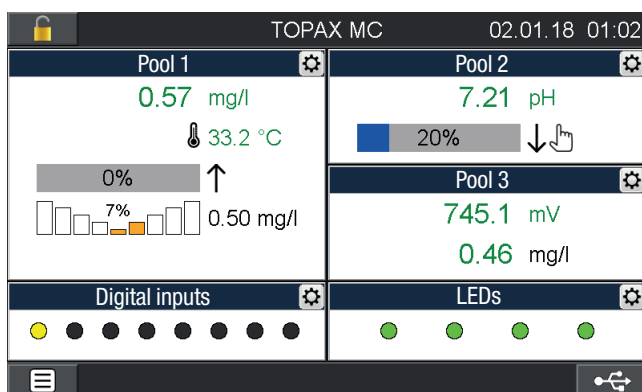 TOPAX MC 02.01.18 01:02
Pool 1
0.57 mg/l
33.2 °C
0%
7% 0.50 mg/l
Pool 2
7.21 pH
20%
Pool 3
745.1 mV
0.46 mg/l
Digital inputs
LEDs